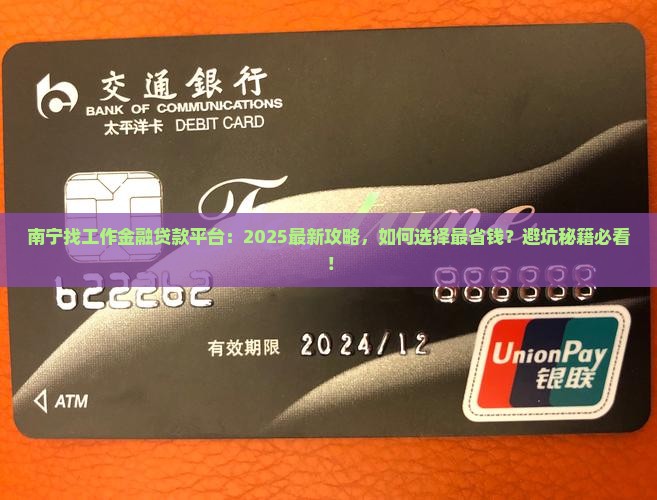 交通銀行
BANK OF COMMUNICATIONS
太平洋卡 DEBIT CARD
南宁找工作金融贷款平台：2025最新攻略，如何选择最省钱？避坑秘籍必看
！
622262 888888
有效期限 2024/12
ATM
UnionPay
银联